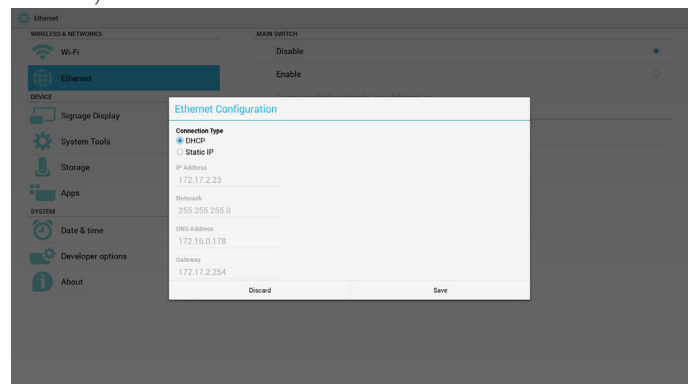 Ethernet
WIRELESS & NETWORKS
MAIN SWITCH
Wi-Fi
Disable
Ethernet
Enable
DEVICE
Signage Display
System Tools
Storage
Apps
SYSTEM
Date & time
Developer options
About
Ethernet Configuration
Connection Type
DHCP
Static IP
IP Address
172.17.2.23
Netmask
255.255.255.0
DNS Address
172.16.0.178
Gateway
172.17.2.254
Discard
Save